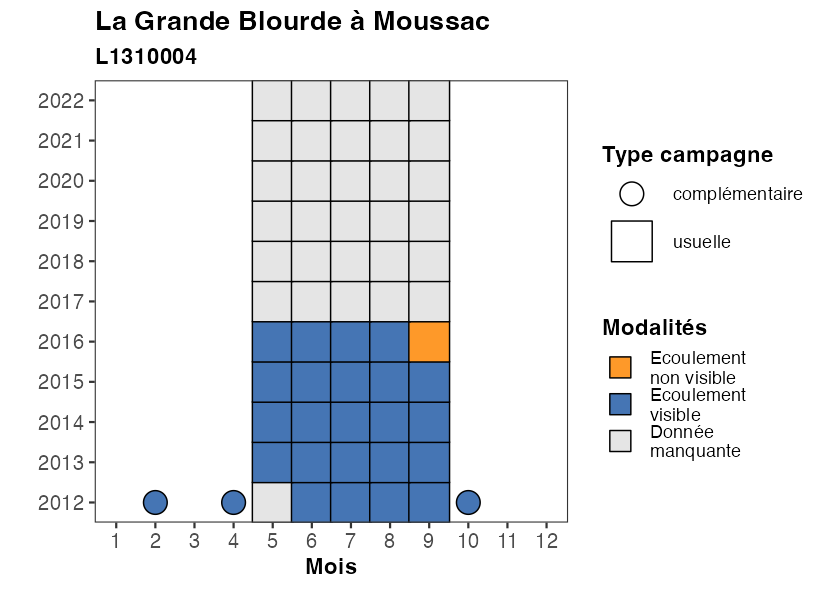 La Grande Blourde à Moussac
L1310004
2022
2021
2020
2019
2018
2017
2016
2015
2014
2013
2012
1 2 3 4 5 6 7 8 9 10 11 12
Mois
Type campagne
complémentaire
usuelle
Modalités
Ecoulement
non visible
Ecoulement
visible
Donnée
manquante